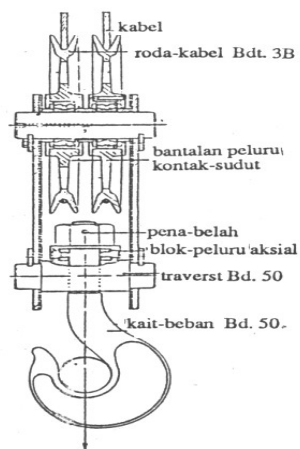 kabel
roda-kabel Bdt. 3B
bantalan peluru
kontak-sudut
pena-belah
blok-peluru aksial
traverst Bd. 50
kait-beban Bd. 50.